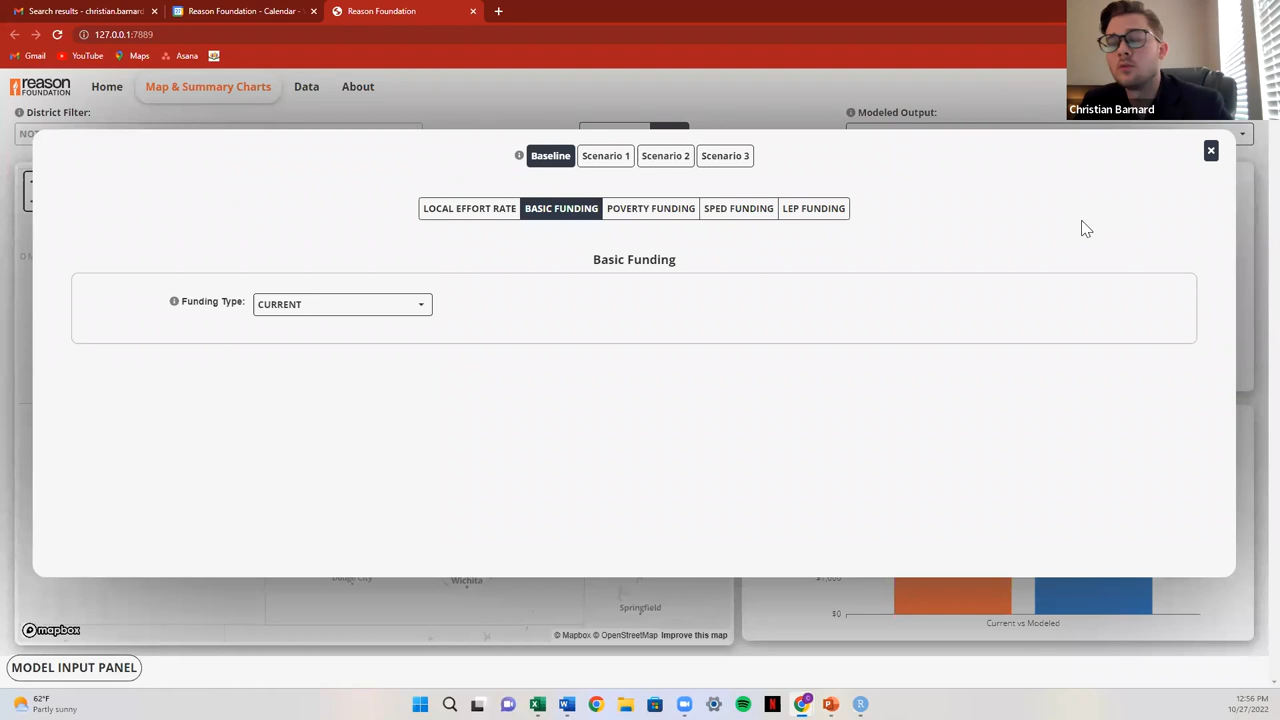 Search results - christian.barnard
Reason Foundation - Calendar -
Reason Foundation
127.0.0.1:7889
Gmail
YouTube
Maps
Asana
reason
FOUNDATION
Home
Map & Summary Charts
Data
About
Christian Barnard
District Filter:
Modeled Output:
Baseline
Scenario 1
Scenario 2
Scenario 3
LOCAL EFFORT RATE
BASIC FUNDING
POVERTY FUNDING
SPED FUNDING
LEP FUNDING
Basic Funding
Funding Type:
CURRENT
Dodge City
Wichita
Springfield
$0
Current vs Modeled
mapbox
© Mapbox © OpenStreetMap Improve this map
MODEL INPUT PANEL
62°F
Partly sunny
12:56 PM
10/27/2022